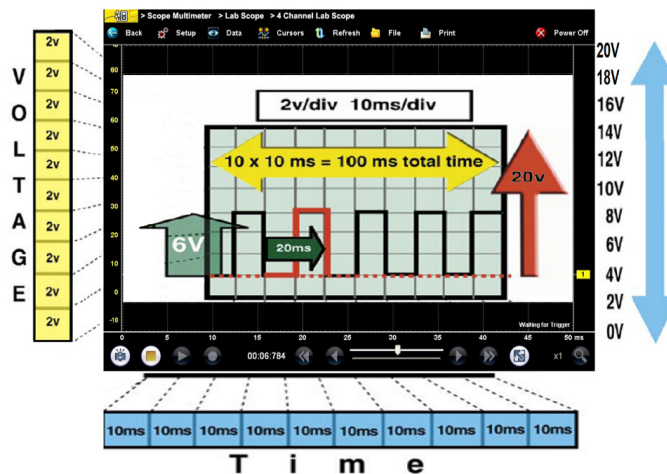 > Scope Multimeter > Lab Scope > 4 Channel Lab Scope
Back Setup Data Cursors Refresh File Print Power Off
2v
2v
2v
2v
2v
2v
2v
2v
2v
2v
VOLTAGE
80
70
60
50
40
30
20
10
0
-10
2v/div 10ms/div
10 x 10 ms = 100 ms total time
20v
6V
20ms
1
20V
18V
16V
14V
12V
10V
8V
6V
4V
2V
0V
Waiting for Trigger
0 5 10 15 20 25 30 35 40 45 50 ms
00:06:784 x1
10ms 10ms 10ms 10ms 10ms 10ms 10ms 10ms 10ms 10ms
Time